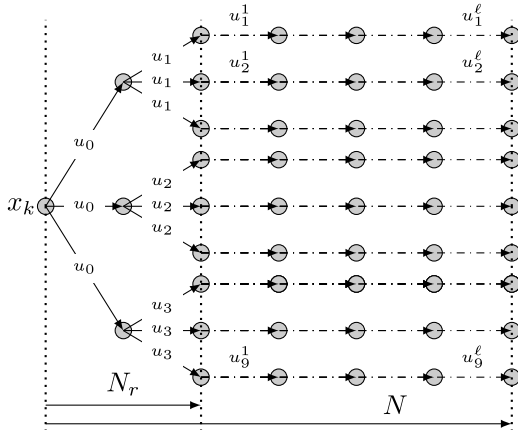 u_1^1 u_1^ℓ
u_1
u_1 u_2^1 u_2^ℓ
u_1
u_0
u_2
x_k u_0 u_2
u_2
u_0
u_3
u_3
u_3 u_9^1 u_9^ℓ
N_r
N